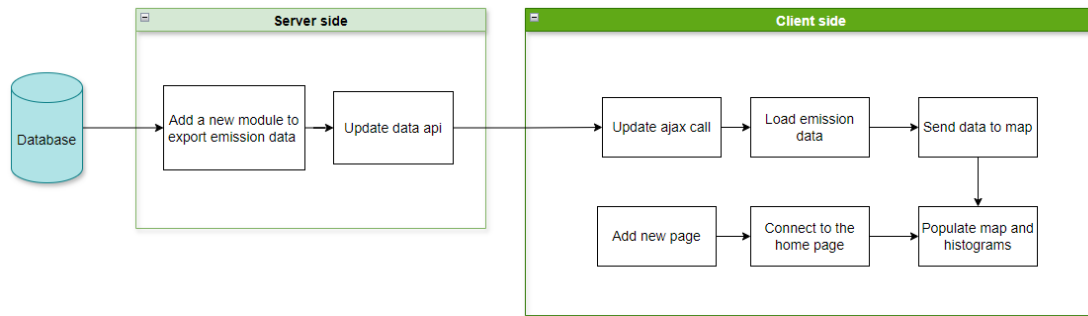 Server side
Client side
Database
Add a new module to
export emission data
Update data api
Update ajax call
Load emission
data
Send data to map
Add new page
Connect to the
home page
Populate map and
histograms